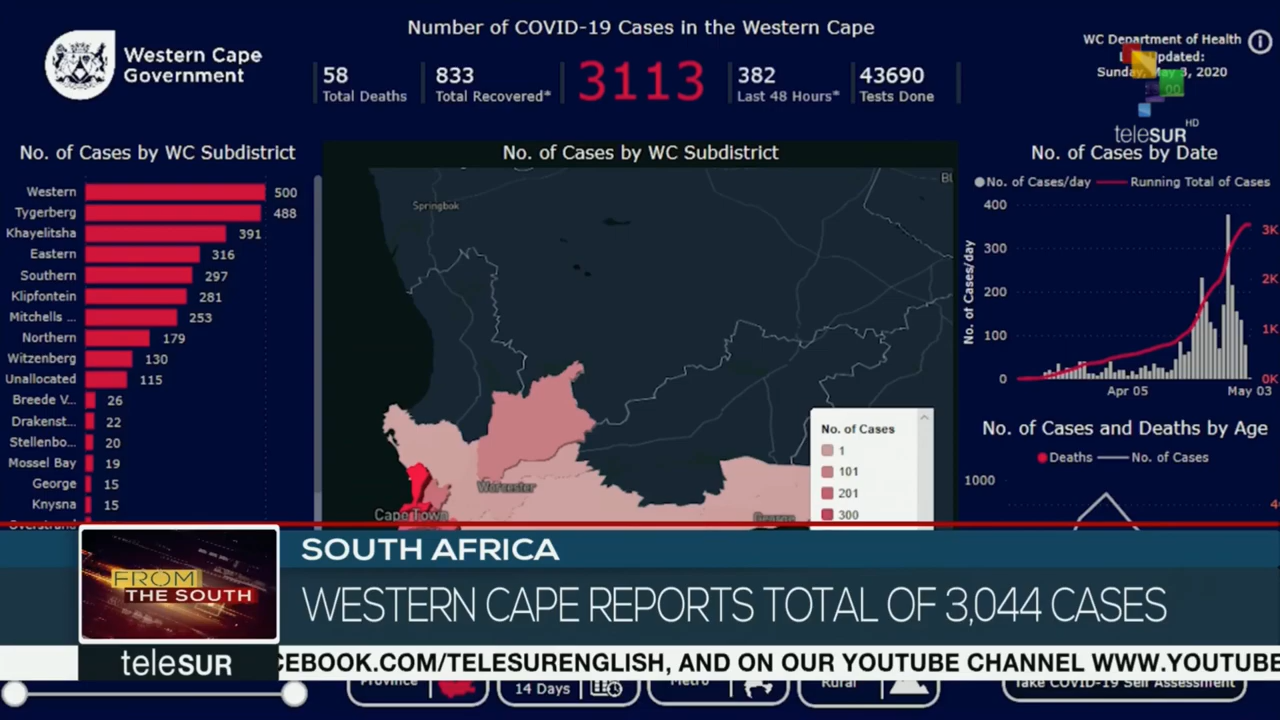 Number of COVID-19 Cases in the Western Cape
Western Cape
Government
58
Total Deaths
833
Total Recovered*
3113
382
Last 48 Hours*
43690
Tests Done
WC Department of Health
Updated:
Sunday, May 3, 2020
teleSUR HD
No. of Cases by WC Subdistrict
Western 500
Tygerberg 488
Khayelitsha 391
Eastern 316
Southern 297
Klipfontein 281
Mitchells ... 253
Northern 179
Witzenberg 130
Unallocated 115
Breede V... 26
Drakenst... 22
Stellenbo... 20
Mossel Bay 19
George 15
Knysna 15
Overstrand
No. of Cases by WC Subdistrict
Springbok
Bl
Worcester
Cape Town
George
No. of Cases
1
101
201
300
No. of Cases by Date
No. of Cases/day
Running Total of Cases
No. of Cases/day
400
300
200
100
0
3K
2K
1K
0K
Apr 05
May 03
No. of Cases and Deaths by Age
Deaths
No. of Cases
1000
SOUTH AFRICA
FROM
THE SOUTH
WESTERN CAPE REPORTS TOTAL OF 3,044 CASES
teleSUR
CEBOOK.COM/TELESURENGLISH, AND ON OUR YOUTUBE CHANNEL WWW.YOUTUBE
Province
14 Days
Metro
Rural
Take COVID-19 Self Assessment